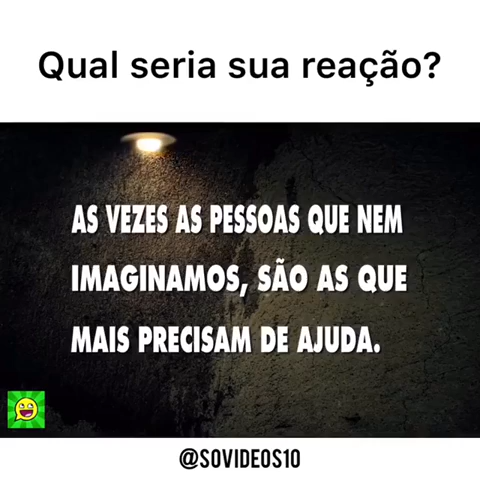 Qual seria sua reação?
AS VEZES AS PESSOAS QUE NEM
IMAGINAMOS, SÃO AS QUE
MAIS PRECISAM DE AJUDA.
@SOVIDEOS10